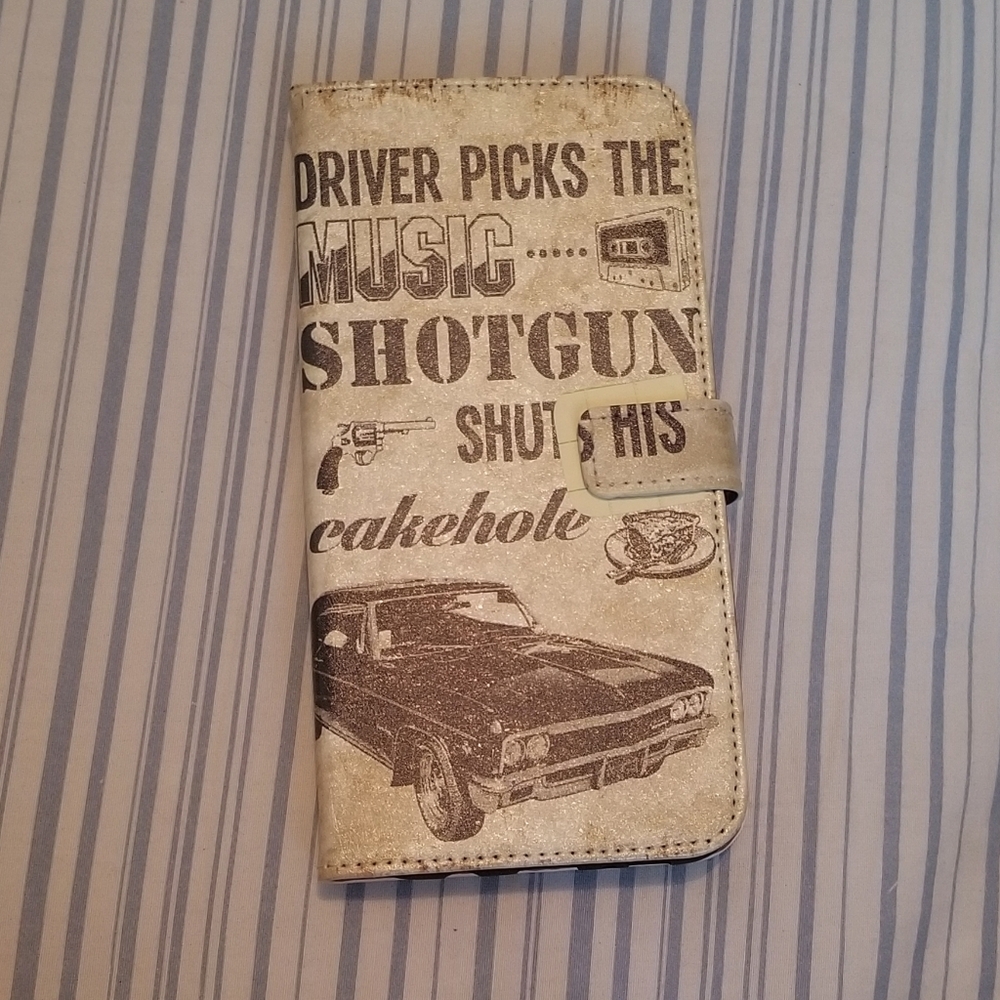 DRIVER PICKS THE
MUSIC .....
SHOTGUN
SHUTS HIS
cakehole